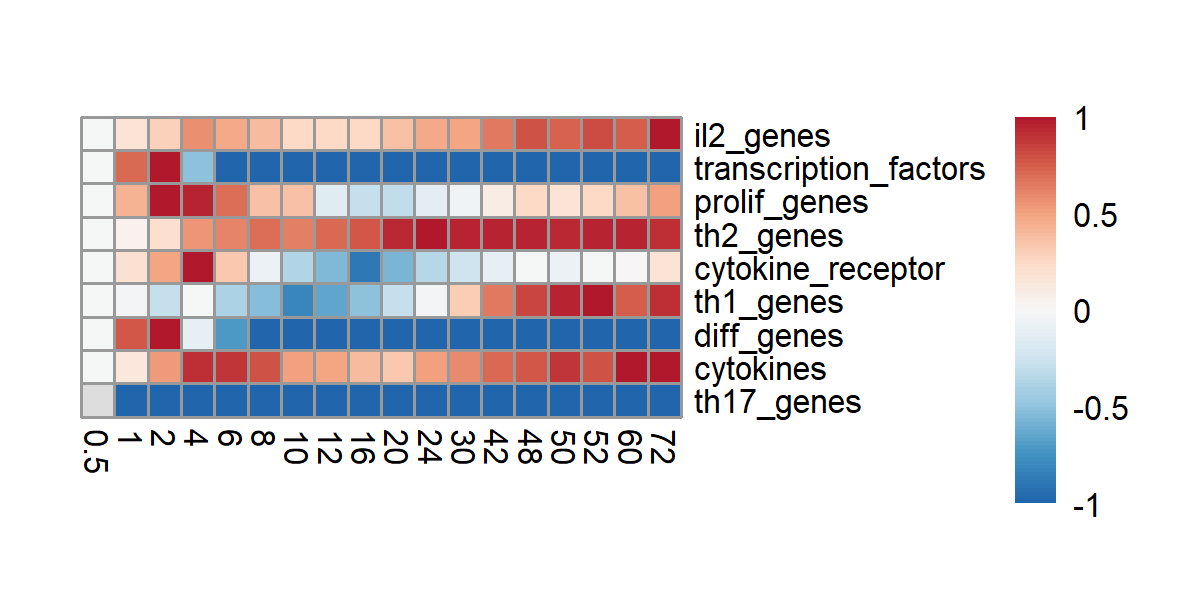 il2_genes
transcription_factors
prolif_genes
th2_genes
cytokine_receptor
th1_genes
diff_genes
cytokines
th17_genes
0.5 1 2 4 6 8 10 12 16 20 24 30 42 48 50 52 60 72
1
0.5
0
-0.5
-1